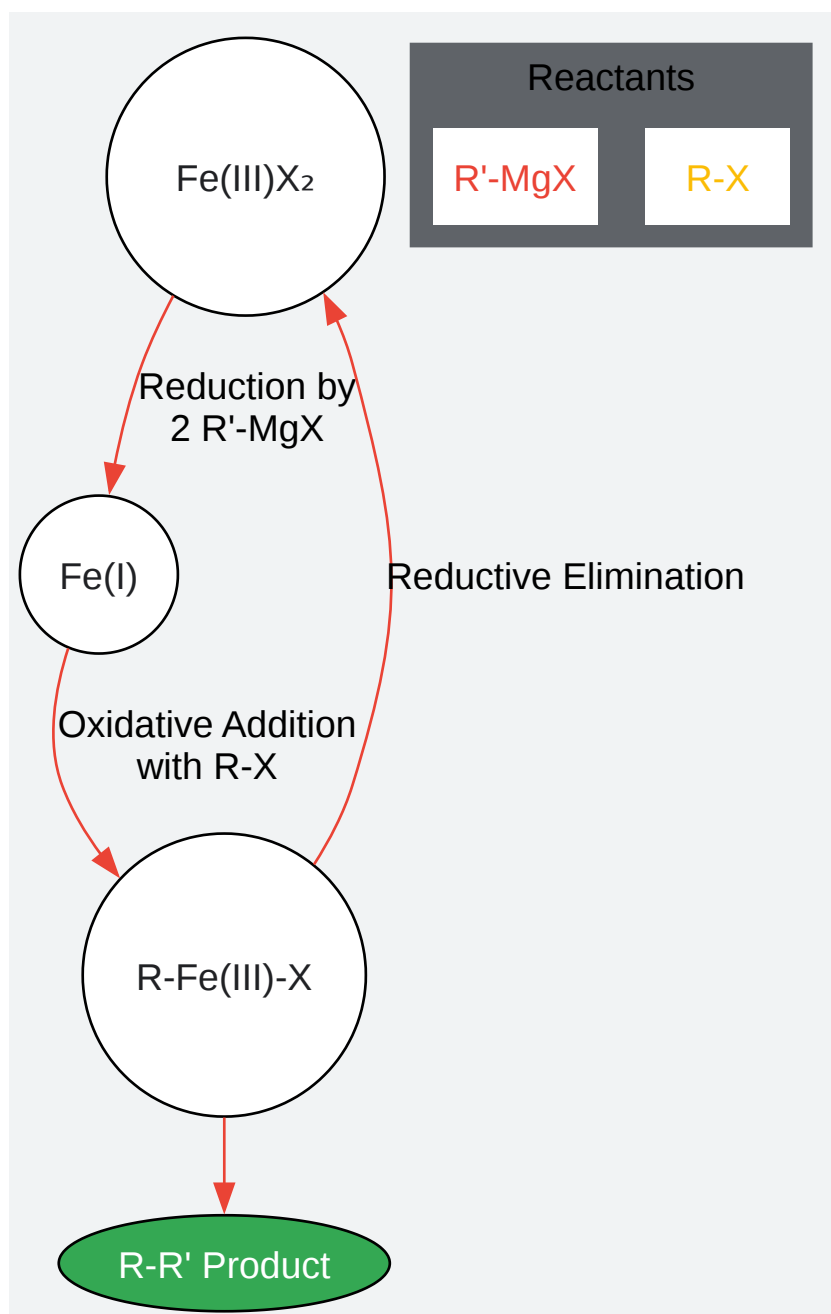 Reactants
Fe(III)X₂
R'-MgX
R-X
Reduction by
2 R'-MgX
Fe(I)
Reductive Elimination
Oxidative Addition
with R-X
R-Fe(III)-X
R-R' Product